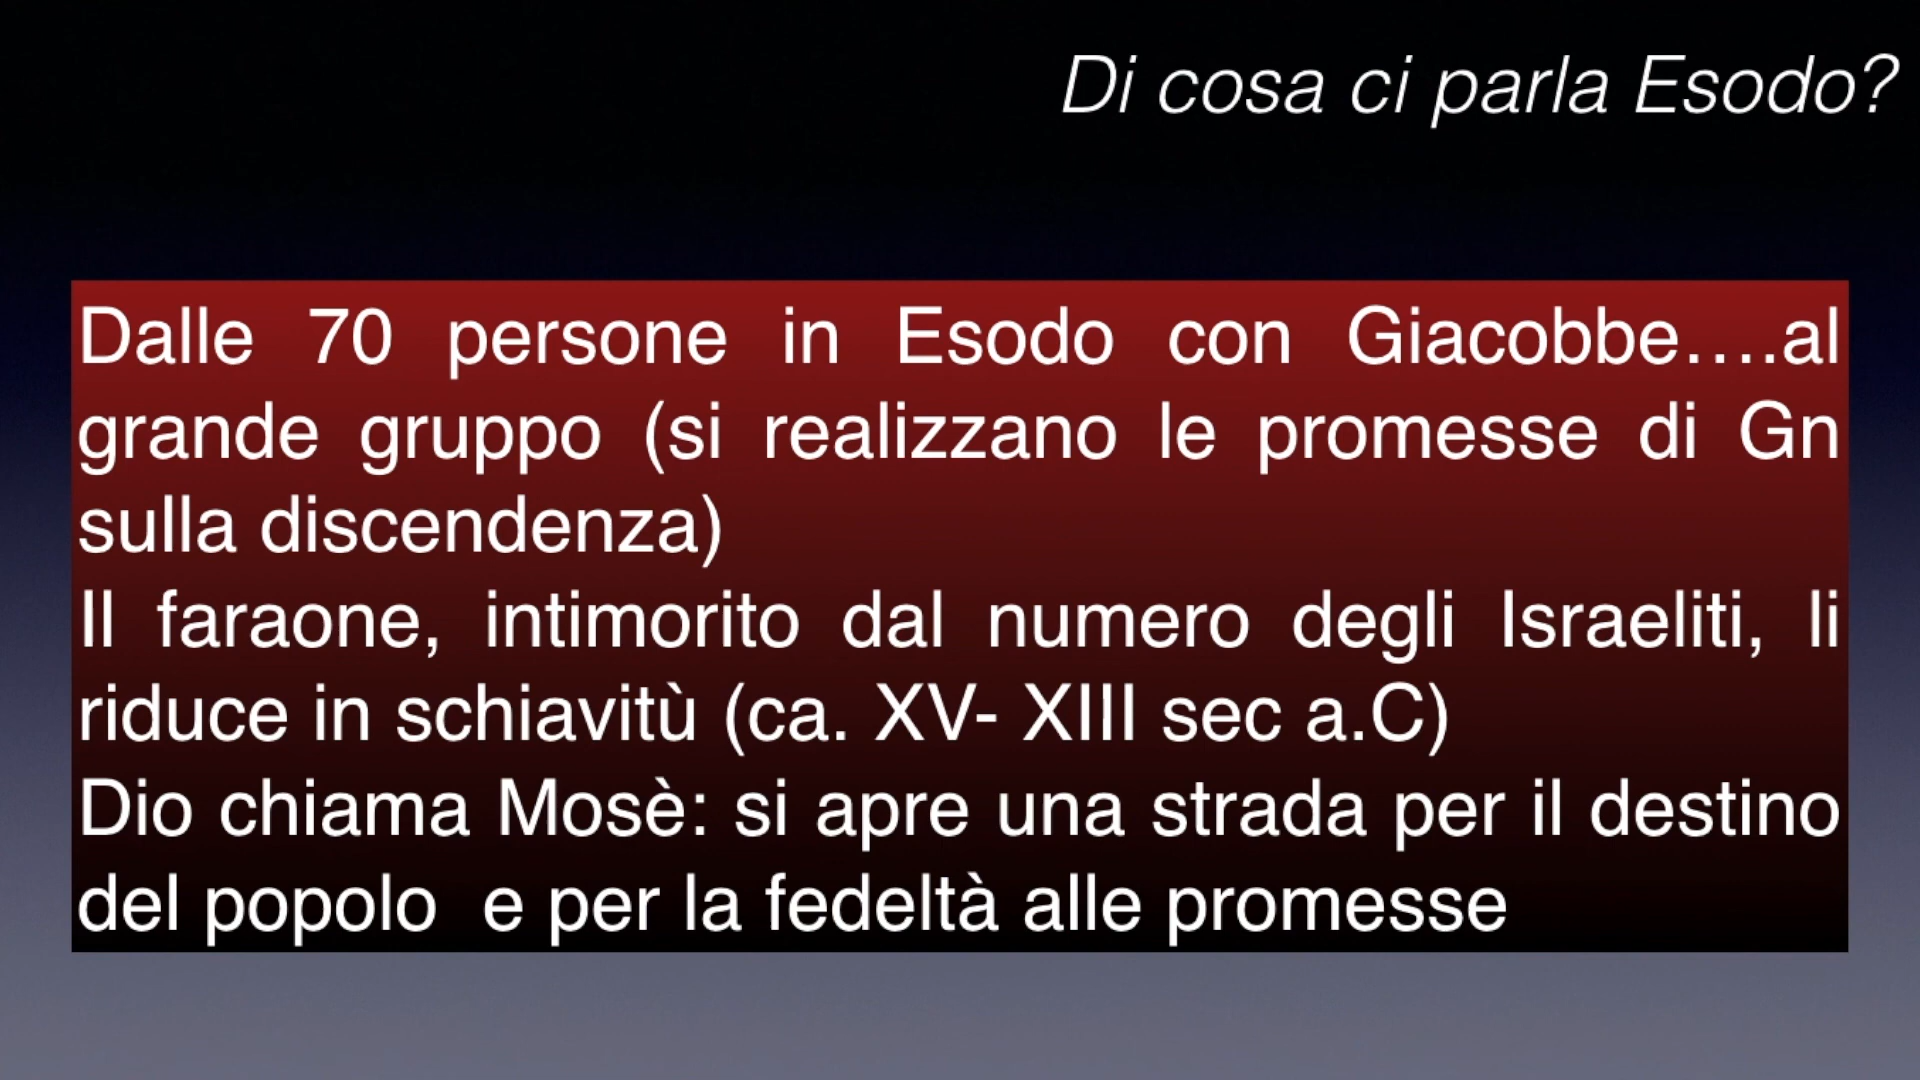 Di cosa ci parla Esodo?
Dalle 70 persone in Esodo con Giacobbe….al
grande gruppo (si realizzano le promesse di Gn
sulla discendenza)
Il faraone, intimorito dal numero degli Israeliti, li
riduce in schiavitù (ca. XV- XIII sec a.C)
Dio chiama Mosè: si apre una strada per il destino
del popolo  e per la fedeltà alle promesse